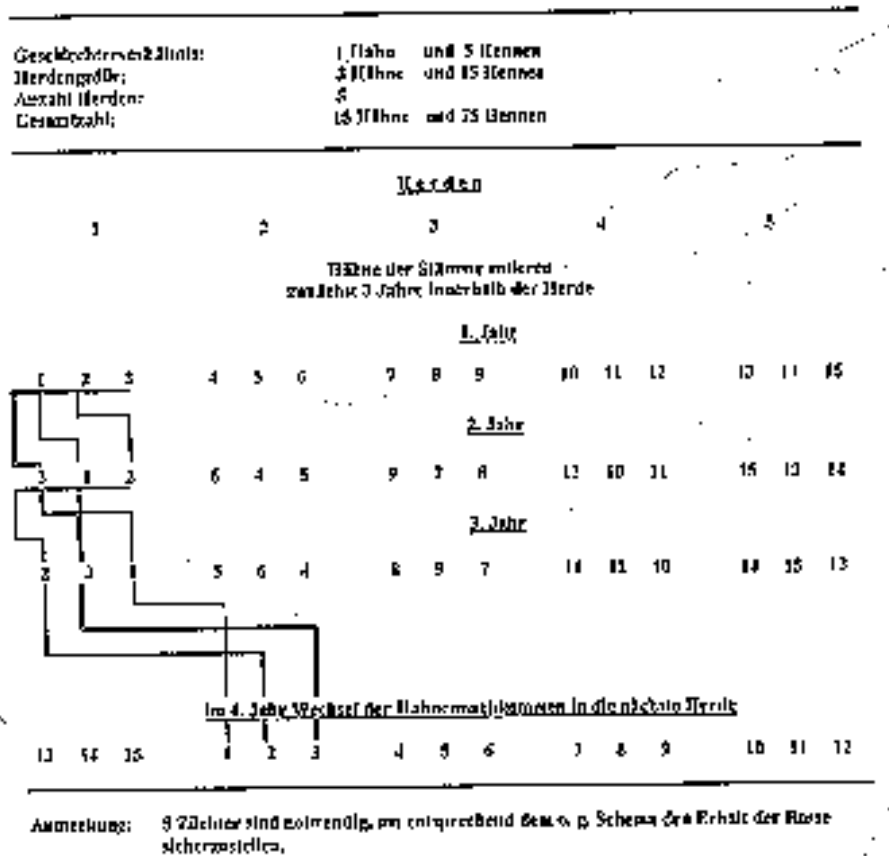 Geschlechterverhältnis: 1 Hahn und 5 Hennen
Herdengröße: 3 Hähne und 15 Hennen
Anzahl Herden: 5
Gesamtzahl: 15 Hähne und 75 Hennen
Herden
1 2 3 4 5
Hähne der Stämme rotieren
zunächst 3 Jahre innerhalb der Herde
1. Jahr
1 2 3 4 5 6 7 8 9 10 11 12 13 14 15
2. Jahr
3 1 2 6 4 5 9 7 8 12 10 11 15 13 14
3. Jahr
2 3 1 5 6 4 8 9 7 11 12 10 14 15 13
Im 4. Jahr Wechsel der Hahnennachkommen in die nächste Herde
13 14 15 1 2 3 4 5 6 7 8 9 10 11 12
Anmerkung: 5 Züchter sind notwendig, um entsprechend dem o. g. Schema den Erhalt der Rasse
sicherzustellen.